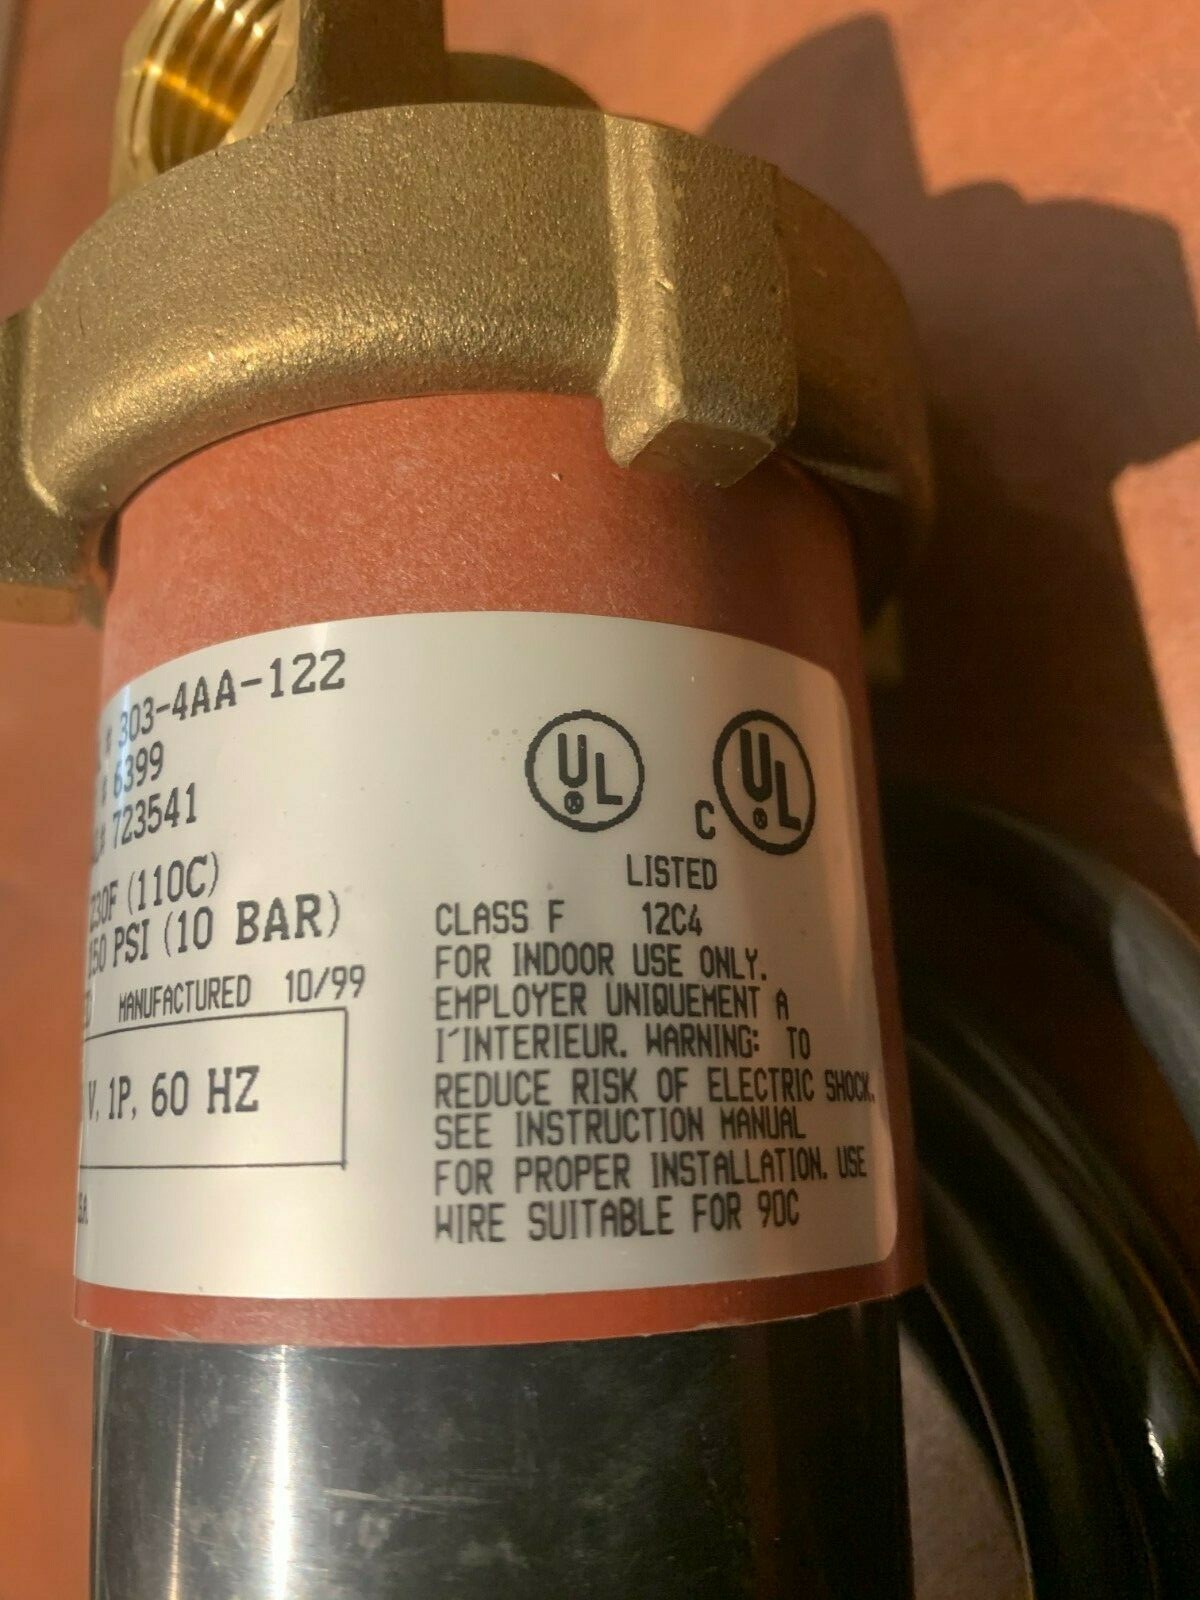 # 303-4AA-122
# 6399
# 723541
230F (110C)
150 PSI (10 BAR)
MANUFACTURED 10/99
V, 1P, 60 HZ
UL ®
C UL ®
LISTED
CLASS F 12C4
FOR INDOOR USE ONLY.
EMPLOYER UNIQUEMENT A
I'INTERIEUR. WARNING: TO
REDUCE RISK OF ELECTRIC SHOCK.
SEE INSTRUCTION MANUAL
FOR PROPER INSTALLATION. USE
WIRE SUITABLE FOR 90C